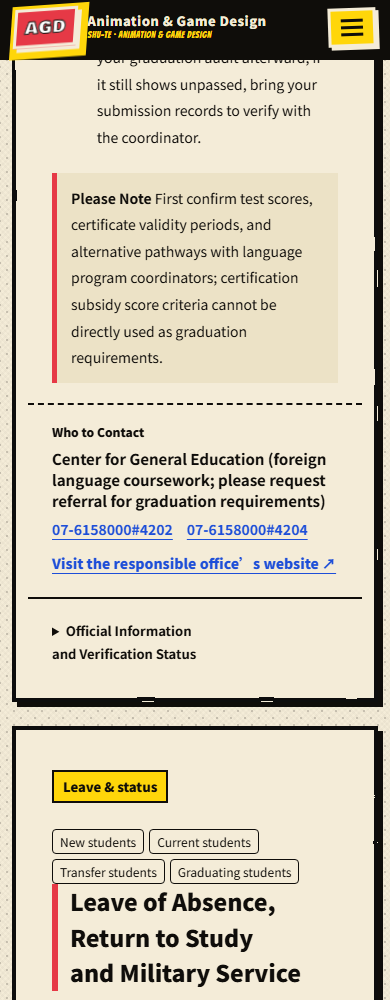 AGD
Animation & Game Design
SHU-TE · ANIMATION & GAME DESIGN
your graduation audit afterward; if
it still shows unpassed, bring your
submission records to verify with
the coordinator.
Please Note First confirm test scores,
certificate validity periods, and
alternative pathways with language
program coordinators; certification
subsidy score criteria cannot be
directly used as graduation
requirements.
Who to Contact
Center for General Education (foreign
language coursework; please request
referral for graduation requirements)
07-6158000#4202 07-6158000#4204
Visit the responsible office’s website ↗
▶ Official Information
and Verification Status
Leave & status
New students Current students
Transfer students Graduating students
Leave of Absence,
Return to Study
and Military Service